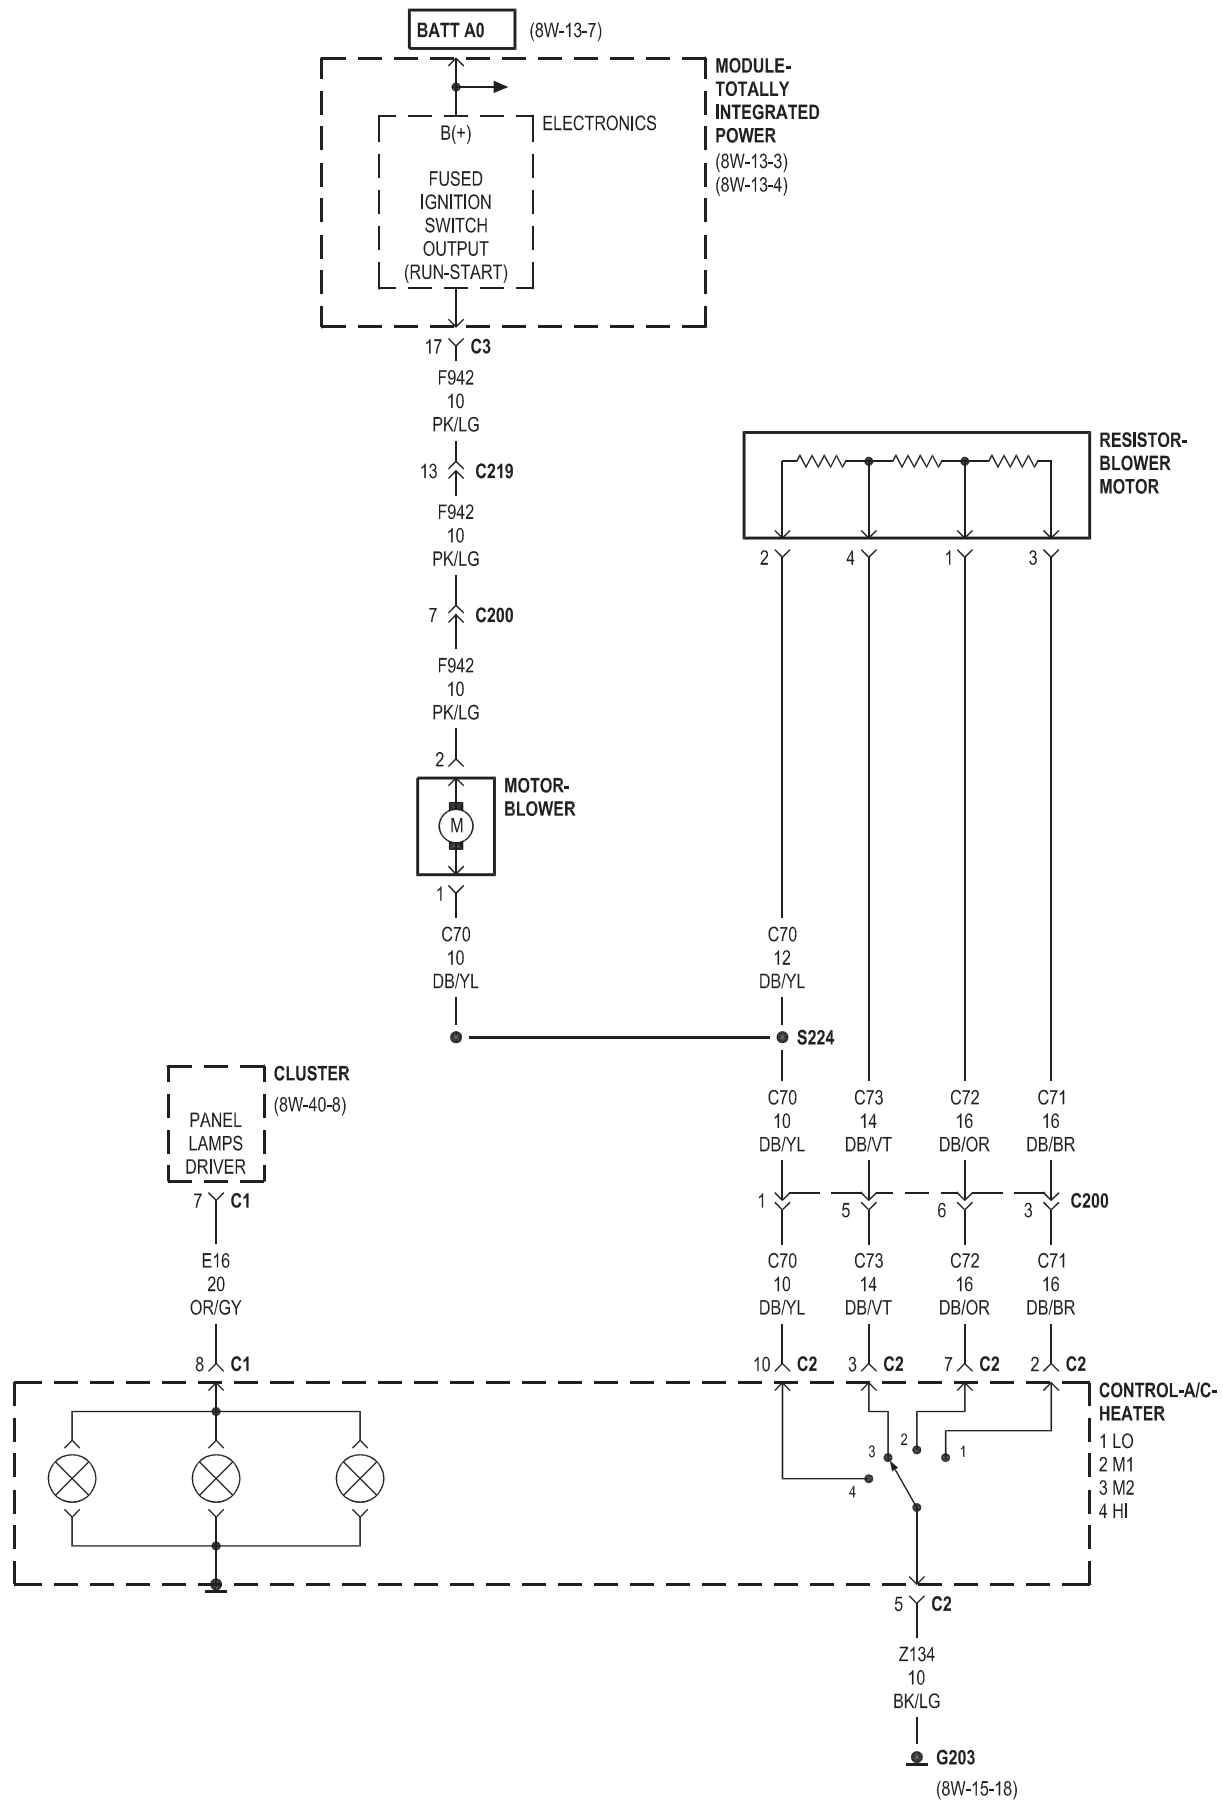 BATT A0 (8W-13-7)
MODULE-
TOTALLY
INTEGRATED
POWER
(8W-13-3)
(8W-13-4)
ELECTRONICS
B(+)
FUSED
IGNITION
SWITCH
OUTPUT
(RUN-START)
17 C3
F942
10
PK/LG
13 C219
F942
10
PK/LG
7 C200
F942
10
PK/LG
2
MOTOR-
BLOWER
M
1
C70
10
DB/YL
RESISTOR-
BLOWER
MOTOR
2 4 1 3
C70
12
DB/YL
S224
C70 C73 C72 C71
10 14 16 16
DB/YL DB/VT DB/OR DB/BR
1 5 6 3 C200
C70 C73 C72 C71
10 14 16 16
DB/YL DB/VT DB/OR DB/BR
10 C2 3 C2 7 C2 2 C2
CLUSTER
(8W-40-8)
PANEL
LAMPS
DRIVER
7 C1
E16
20
OR/GY
8 C1
CONTROL-A/C-
HEATER
1 LO
2 M1
3 M2
4 HI
4 3 2 1
5 C2
Z134
10
BK/LG
G203
(8W-15-18)